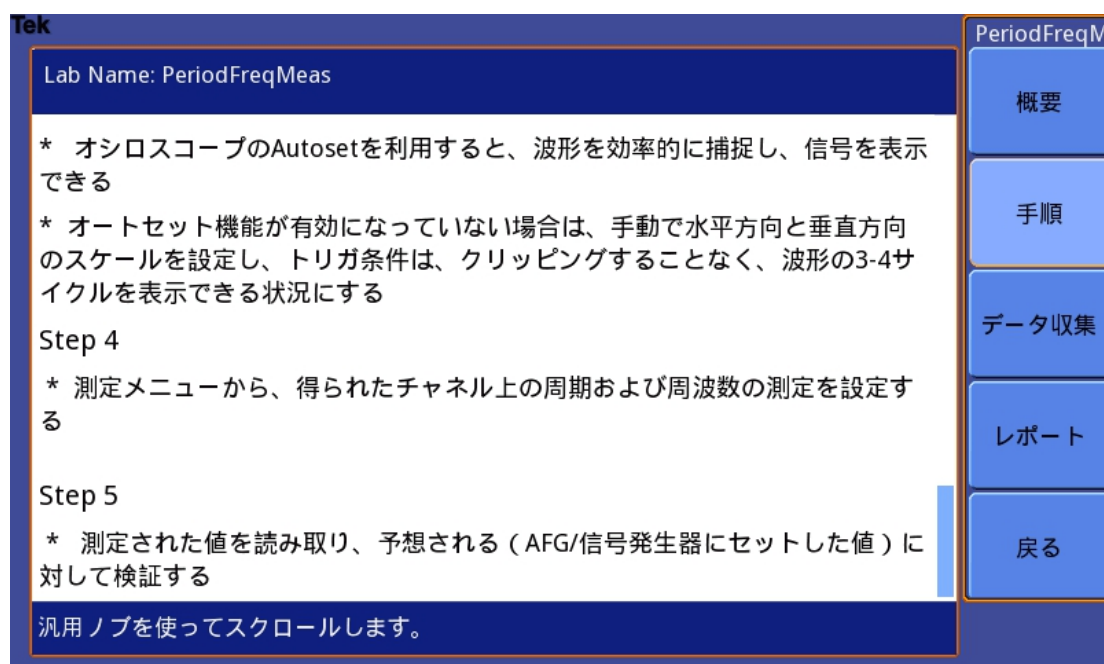 Tek
PeriodFreqM
Lab Name: PeriodFreqMeas
概要
* オシロスコープのAutosetを利用すると、波形を効率的に捕捉し、信号を表示
できる
手順
* オートセット機能が有効になっていない場合は、手動で水平方向と垂直方向
のスケールを設定し、トリガ条件は、クリッピングすることなく、波形の3-4サ
イクルを表示できる状況にする
データ収集
Step 4
* 測定メニューから、得られたチャネル上の周期および周波数の測定を設定す
る
レポート
Step 5
* 測定された値を読み取り、予想される ( AFG/信号発生器にセットした値 ) に
対して検証する
戻る
汎用ノブを使ってスクロールします。